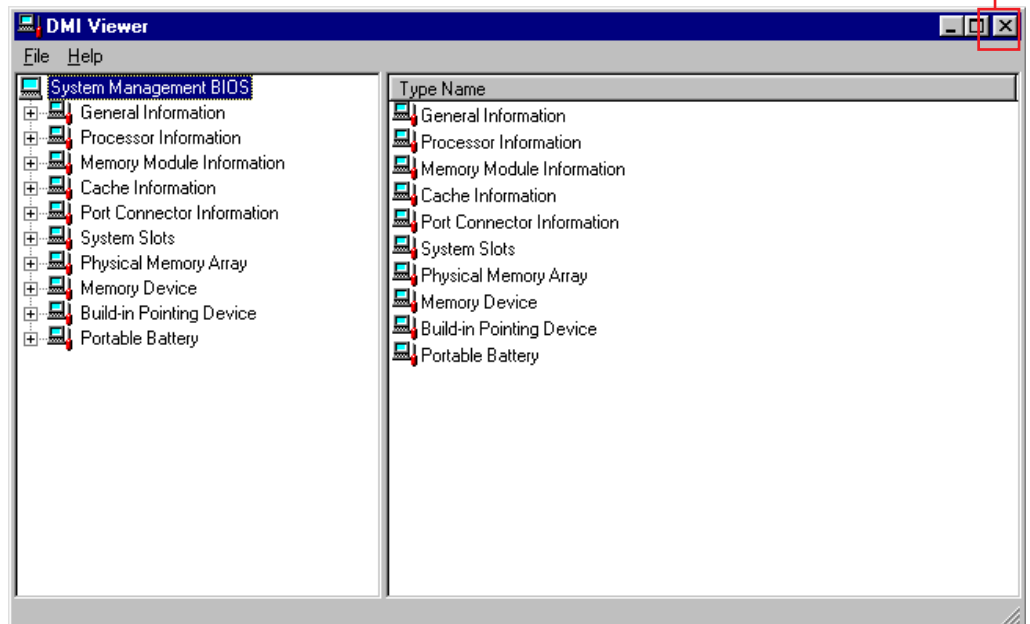 DMI Viewer
File Help
System Management BIOS
General Information
Processor Information
Memory Module Information
Cache Information
Port Connector Information
System Slots
Physical Memory Array
Memory Device
Build-in Pointing Device
Portable Battery
Type Name
General Information
Processor Information
Memory Module Information
Cache Information
Port Connector Information
System Slots
Physical Memory Array
Memory Device
Build-in Pointing Device
Portable Battery